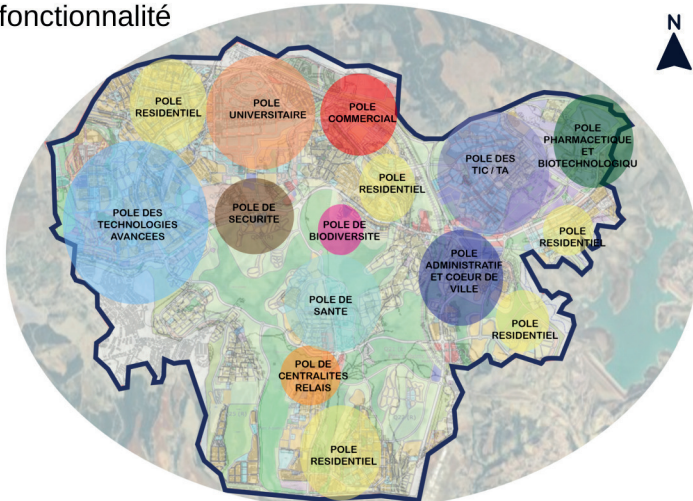 fonctionnalité
N
POLE
RESIDENTIEL
POLE
UNIVERSITAIRE
POLE
COMMERCIAL
POLE
PHARMACETIQUE
ET
BIOTECHNOLOGIQU
POLE DES
TIC / TA
POLE
RESIDENTIEL
POLE DES
TECHNOLOGIES
AVANCEES
POLE DE
SECURITE
POLE DE
BIODIVERSITE
POLE
RESIDENTIEL
POLE
ADMINISTRATIF
ET COEUR DE
VILLE
POLE DE
SANTE
POLE
RESIDENTIEL
POL DE
CENTRALITES
RELAIS
POLE
RESIDENTIEL